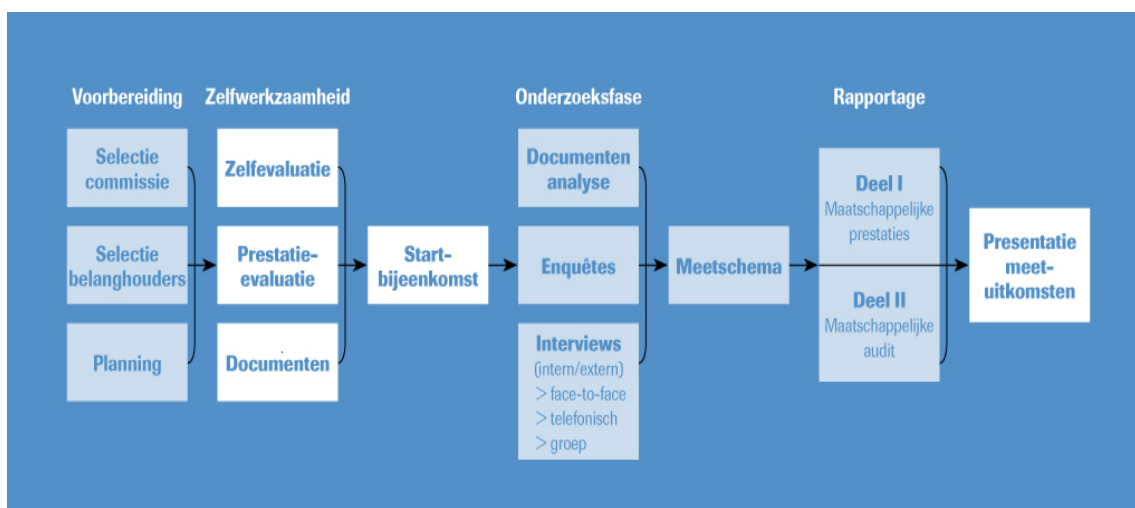 Voorbereiding
Selectie
commissie
Selectie
belanghouders
Planning
Zelfwerkzaamheid
Zelfevaluatie
Prestatie-
evaluatie
Documenten
Start-
bijeenkomst
Onderzoeksfase
Documenten
analyse
Enquêtes
Interviews
(intern/extern)
> face-to-face
> telefonisch
> groep
Meetschema
Rapportage
Deel I
Maatschappelijke
prestaties
Deel II
Maatschappelijke
audit
Presentatie
meet-
uitkomsten